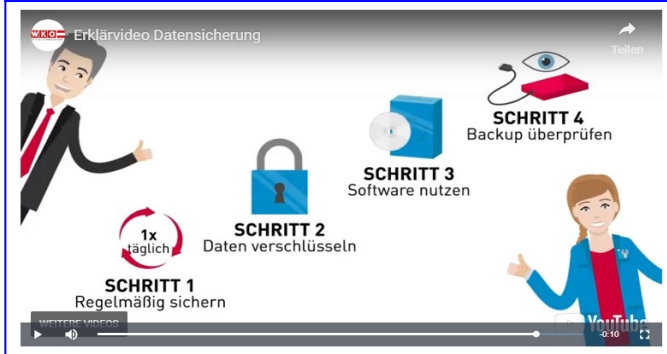 WKO Erklärvideo Datensicherung
Teilen
SCHRITT 4
Backup überprüfen
SCHRITT 3
Software nutzen
1x
täglich
SCHRITT 2
Daten verschlüsseln
SCHRITT 1
Regelmäßig sichern
WEITERE VIDEOS
YouTube
-0:10